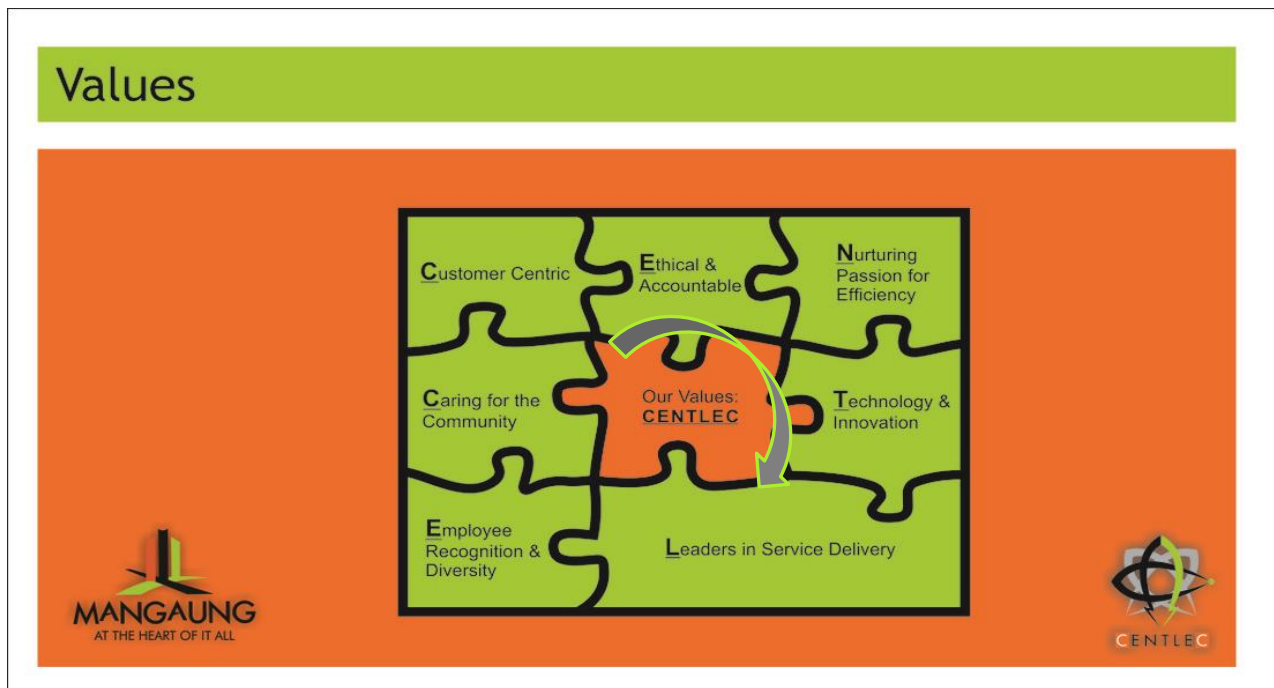 Values
Customer Centric
Ethical &
Accountable
Nurturing
Passion for
Efficiency
Caring for the
Community
Our Values:
CENTLEC
Technology &
Innovation
Employee
Recognition &
Diversity
Leaders in Service Delivery
MANGAUNG
AT THE HEART OF IT ALL
CENTLEC